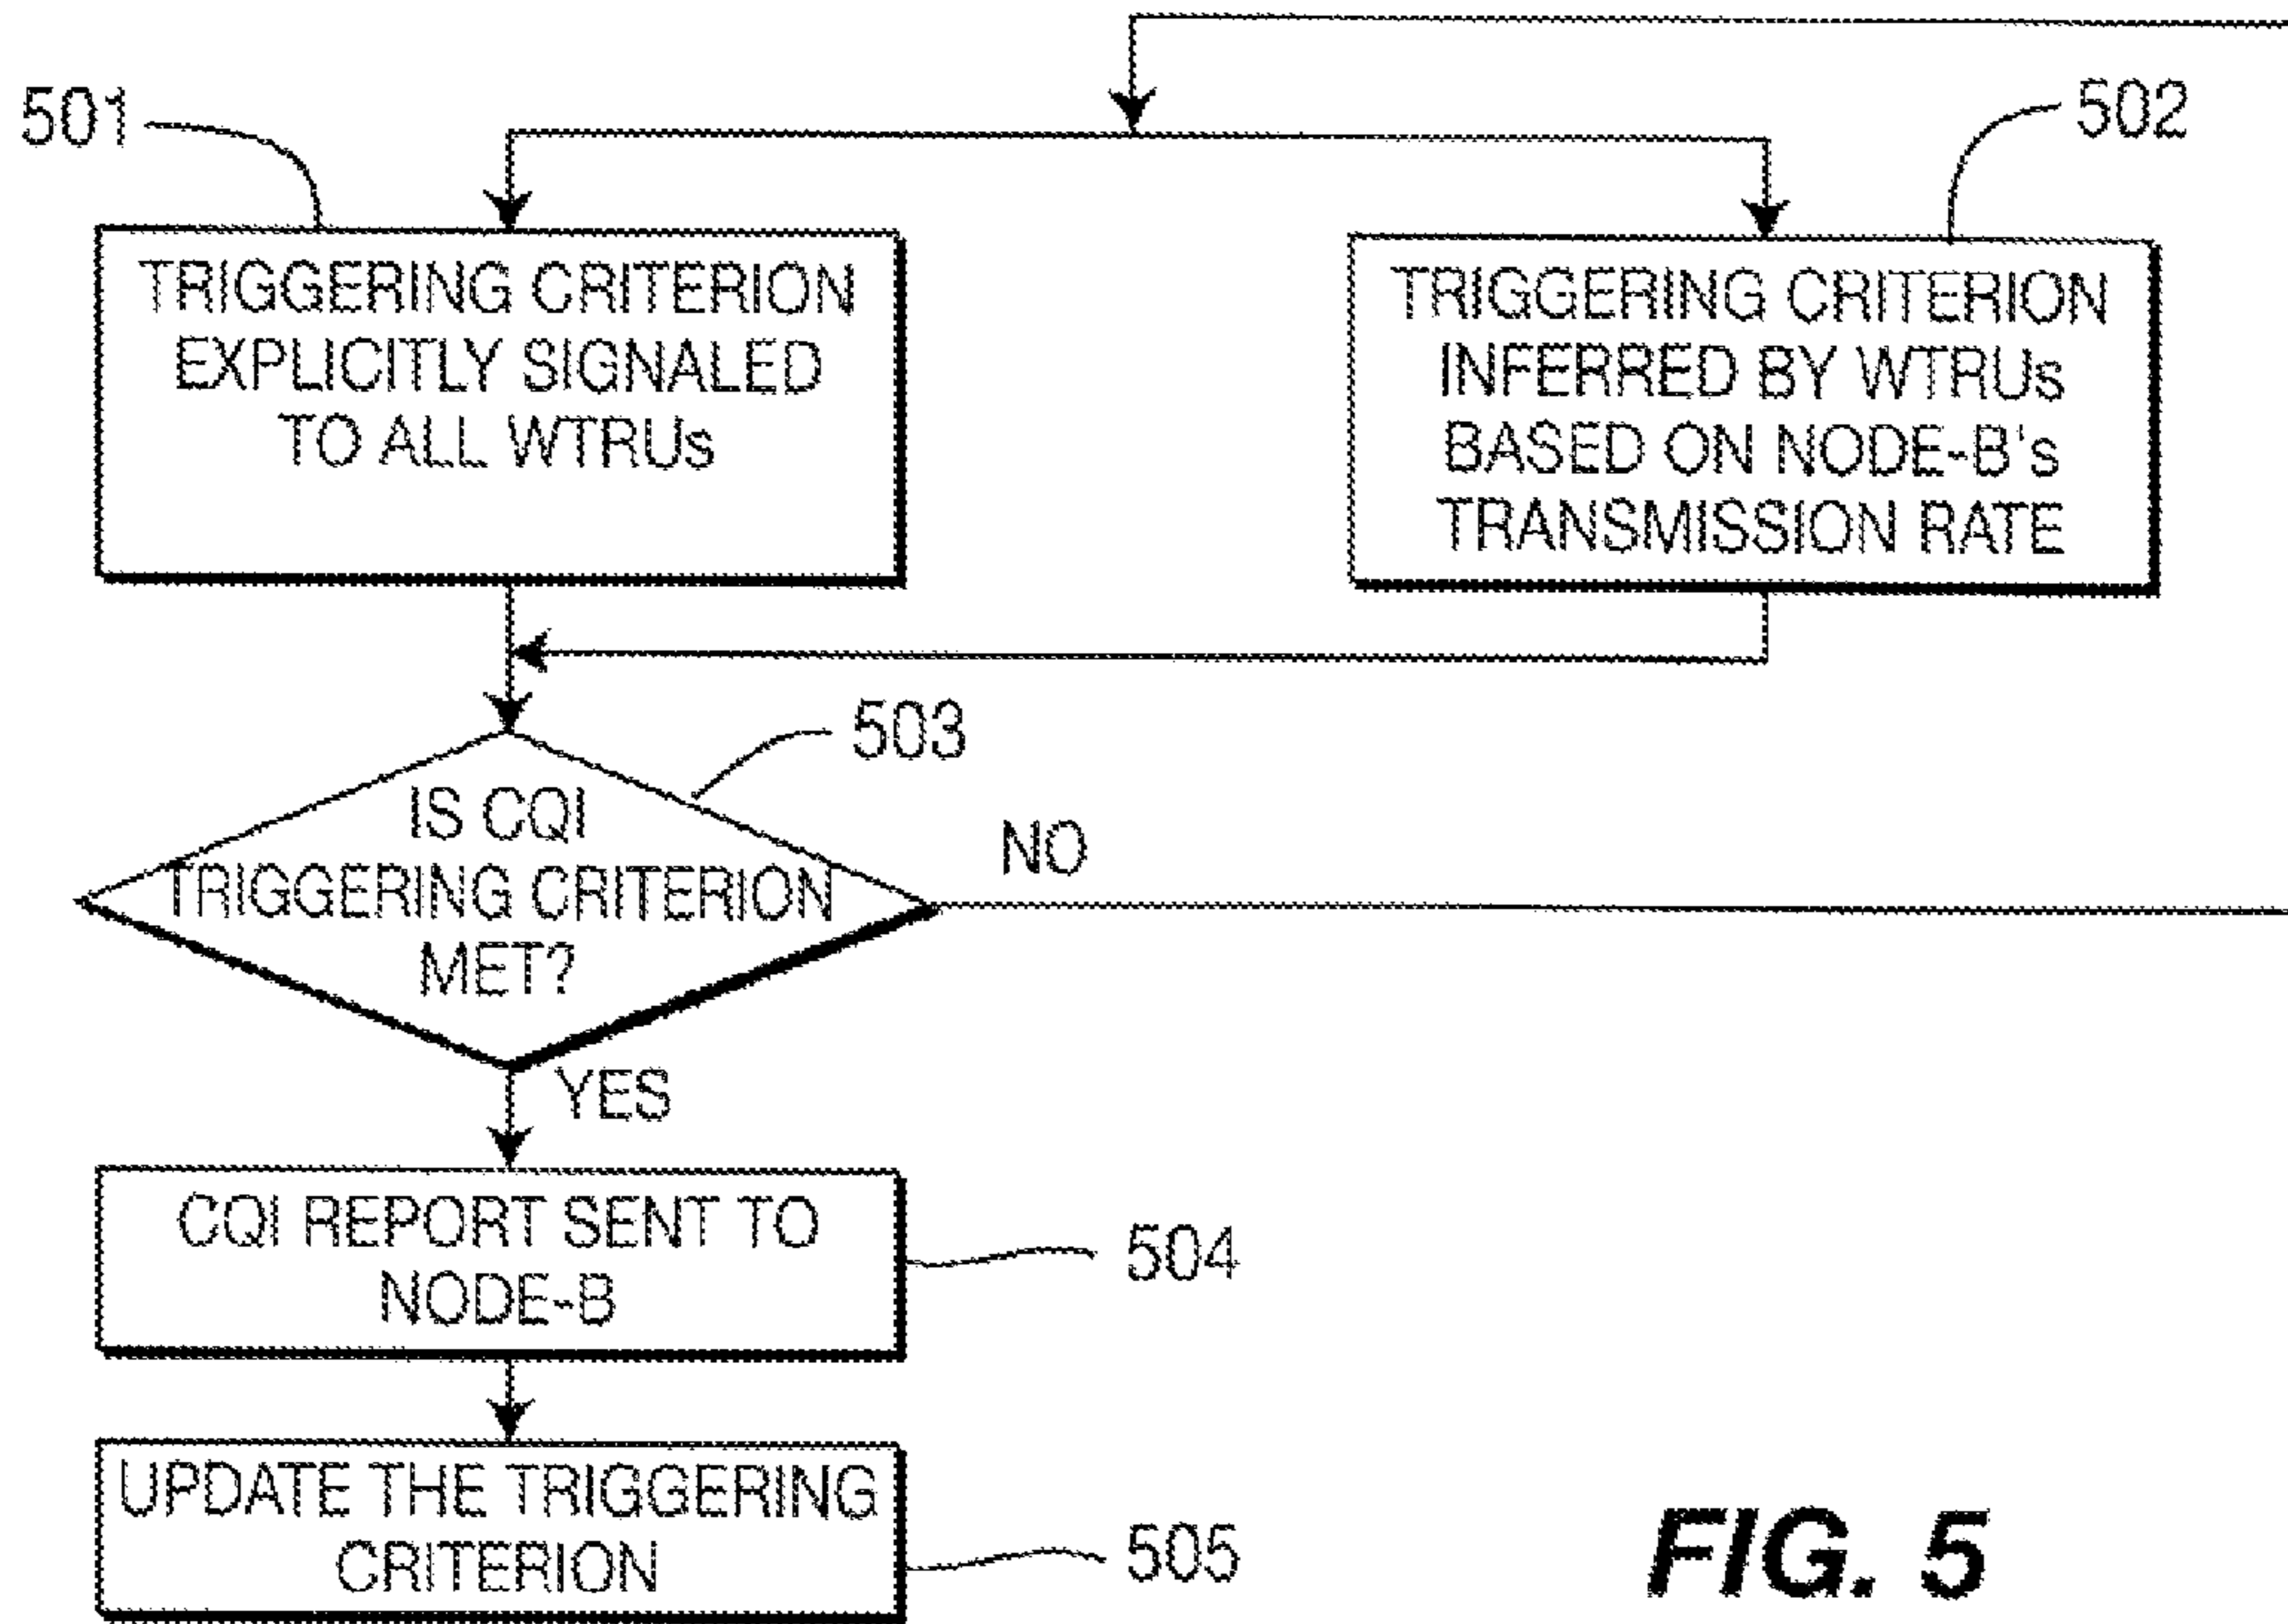 501
502
TRIGGERING CRITERION
EXPLICITLY SIGNALED
TO ALL WTRUs
TRIGGERING CRITERION
INFERRED BY WTRUs
BASED ON NODE-B's
TRANSMISSION RATE
503
IS CQI
TRIGGERING CRITERION
MET?
NO
YES
CQI REPORT SENT TO
NODE-B
504
UPDATE THE TRIGGERING
CRITERION
505
FIG. 5